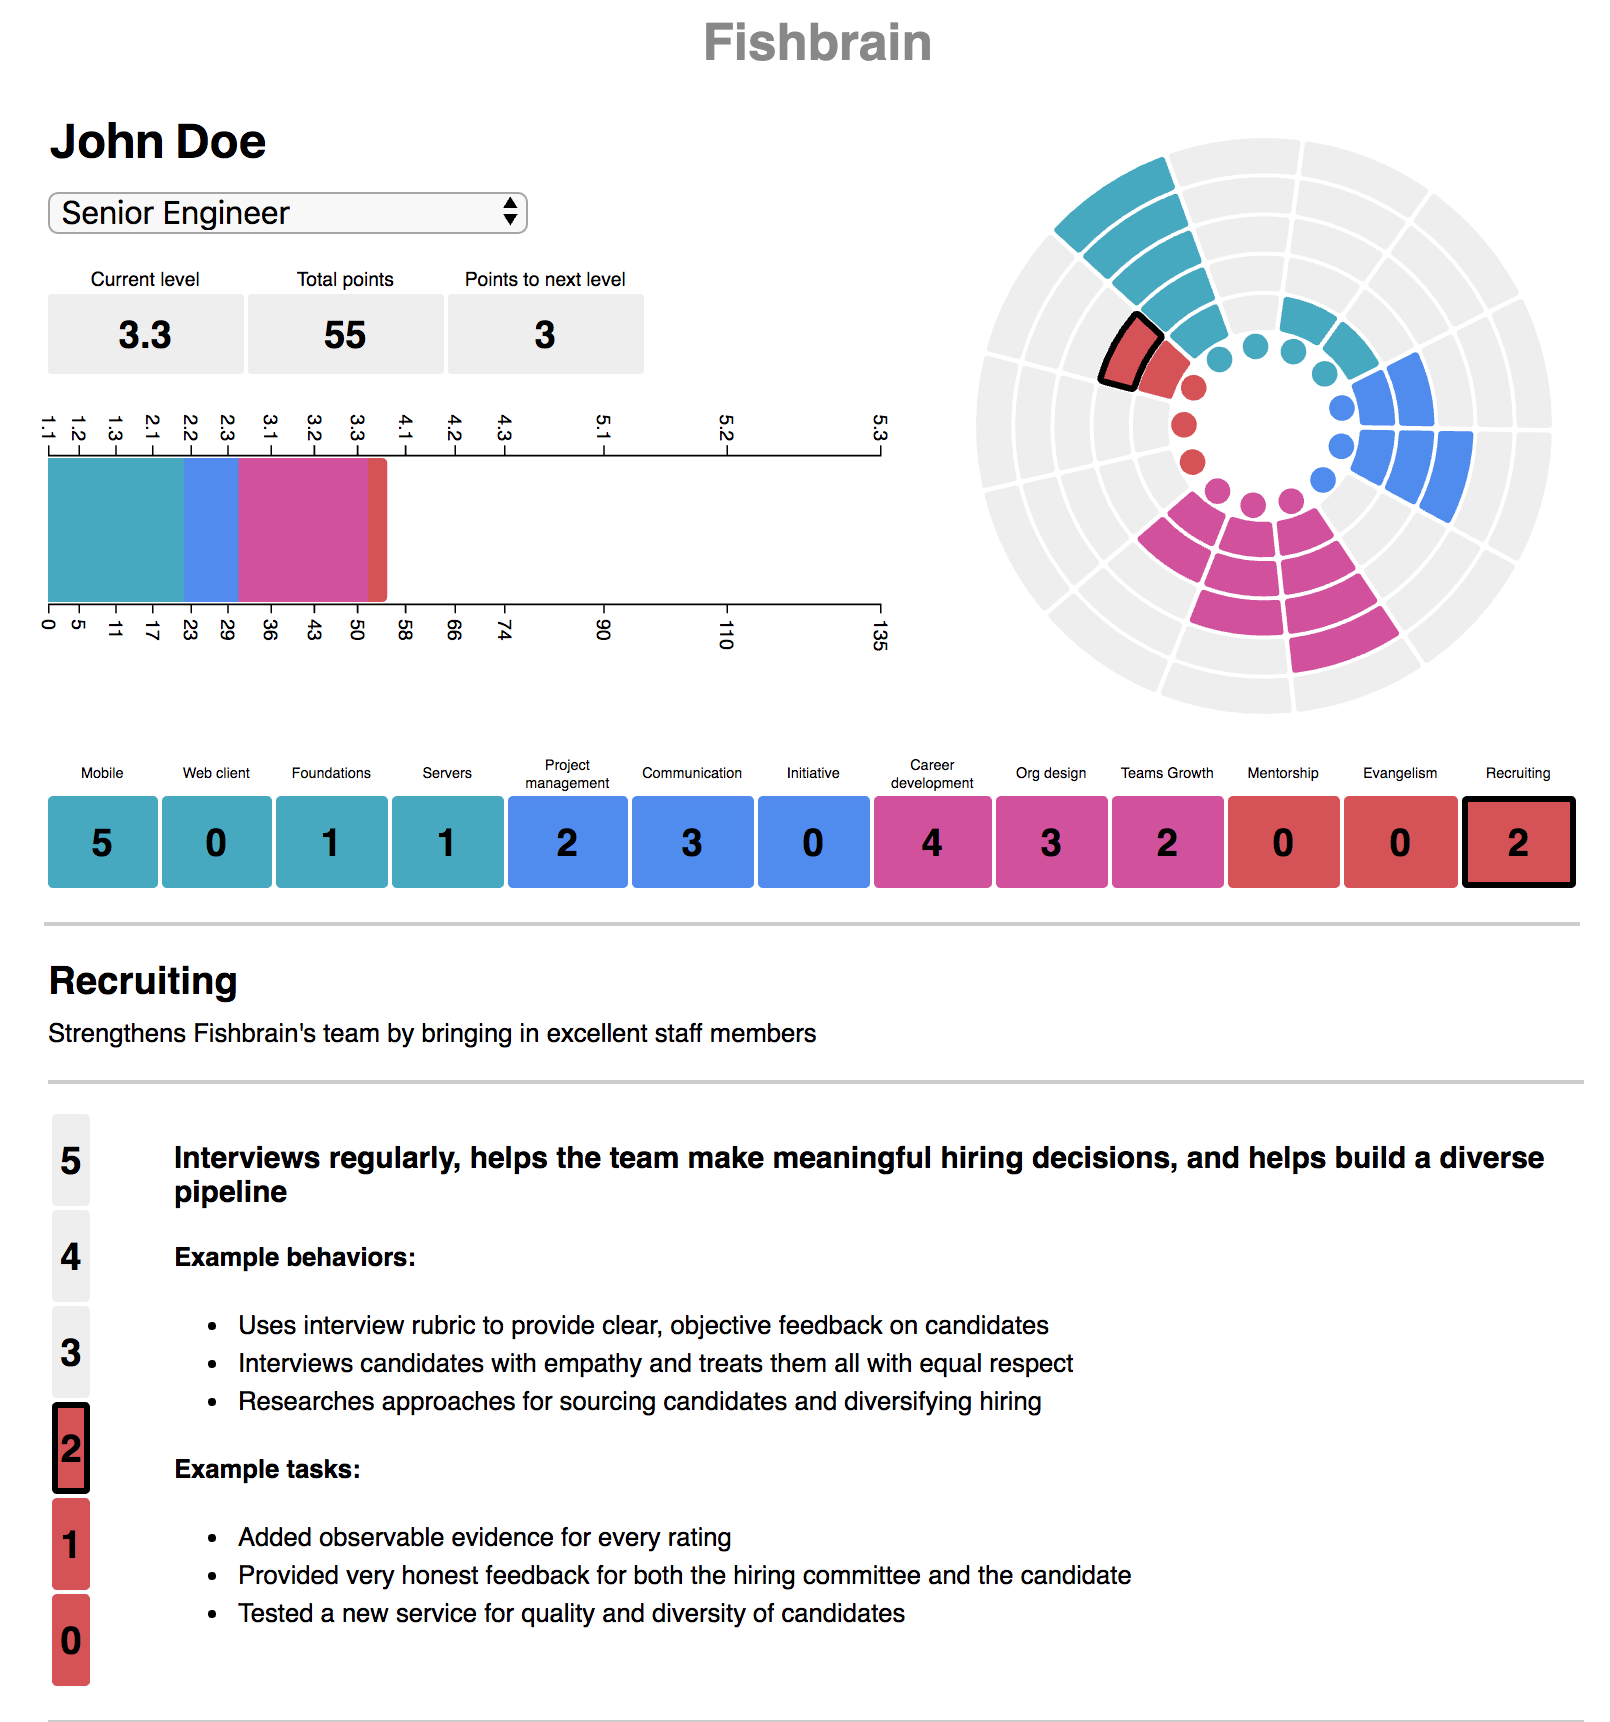 Fishbrain
John Doe
Senior Engineer
Current level Total points Points to next level
3.3 55 3
1.1 1.2 1.3 2.1 2.2 2.3 3.1 3.2 3.3 4.1 4.2 4.3 5.1 5.2 5.3
0 5 11 17 23 29 36 43 50 58 66 74 90 110 135
Mobile Web client Foundations Servers Project management Communication Initiative Career development Org design Teams Growth Mentorship Evangelism Recruiting
5 0 1 1 2 3 0 4 3 2 0 0 2
Recruiting
Strengthens Fishbrain's team by bringing in excellent staff members
5
4
3
2
1
0
Interviews regularly, helps the team make meaningful hiring decisions, and helps build a diverse
pipeline
Example behaviors:
• Uses interview rubric to provide clear, objective feedback on candidates
• Interviews candidates with empathy and treats them all with equal respect
• Researches approaches for sourcing candidates and diversifying hiring
Example tasks:
• Added observable evidence for every rating
• Provided very honest feedback for both the hiring committee and the candidate
• Tested a new service for quality and diversity of candidates